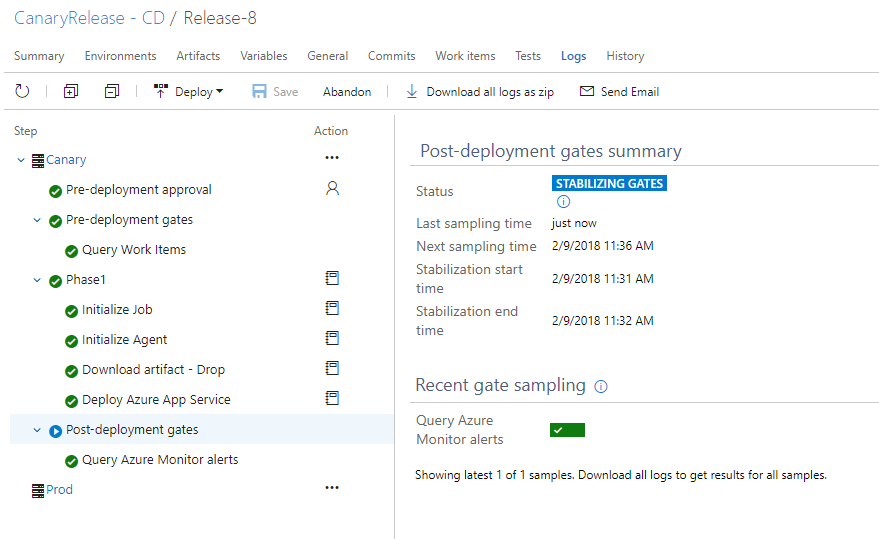 CanaryRelease - CD / Release-8
Summary Environments Artifacts Variables General Commits Work items Tests Logs History
Deploy Save Abandon Download all logs as zip Send Email
Step Action
Canary
Pre-deployment approval
Pre-deployment gates
Query Work Items
Phase1
Initialize Job
Initialize Agent
Download artifact - Drop
Deploy Azure App Service
Post-deployment gates
Query Azure Monitor alerts
Prod
Post-deployment gates summary
Status STABILIZING GATES
Last sampling time just now
Next sampling time 2/9/2018 11:36 AM
Stabilization start
time 2/9/2018 11:31 AM
Stabilization end
time 2/9/2018 11:32 AM
Recent gate sampling
Query Azure
Monitor alerts
Showing latest 1 of 1 samples. Download all logs to get results for all samples.